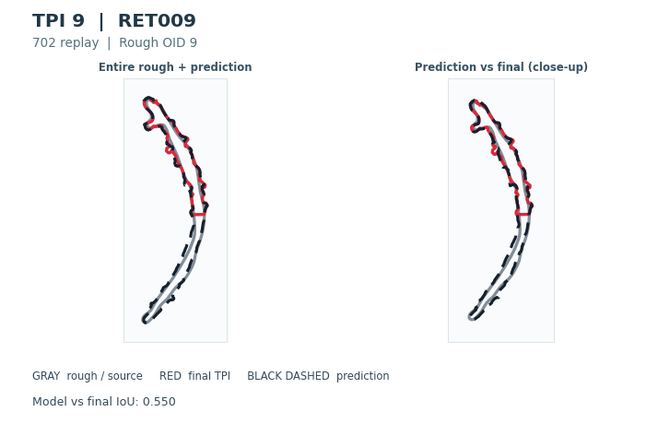 TPI 9 | RET009
702 replay | Rough OID 9
Entire rough + prediction
Prediction vs final (close-up)
GRAY rough / source RED final TPI BLACK DASHED prediction
Model vs final IoU: 0.550